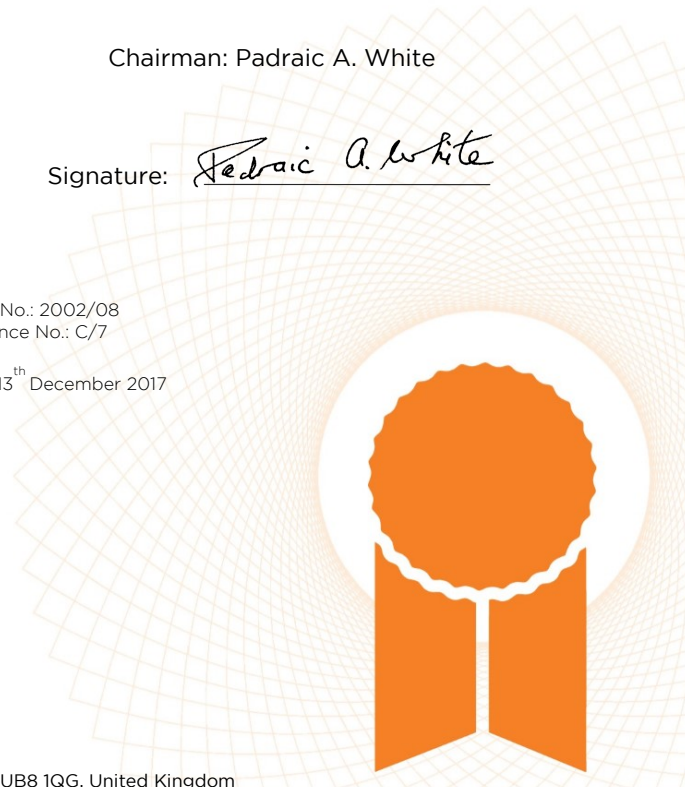 Chairman: Padraic A. White
Signature: Padraic A. White
No.: 2002/08
nce No.: C/7
13th December 2017
UB8 1QG, United Kingdom